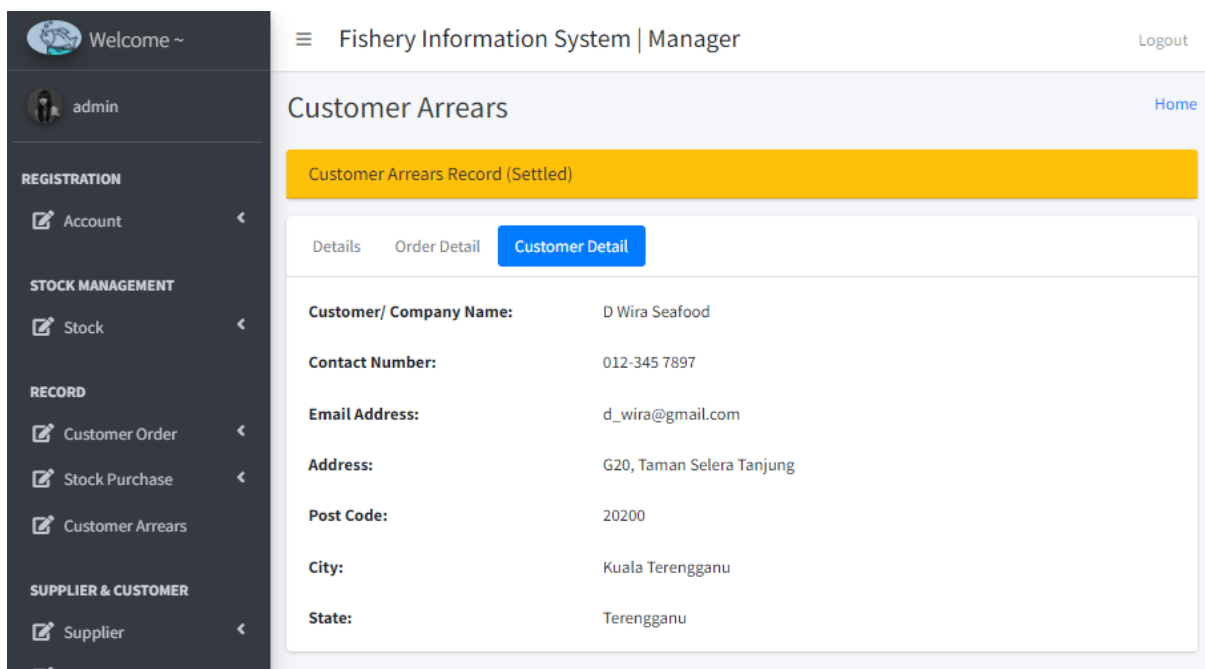 Welcome ~
Fishery Information System | Manager
Logout
admin
Customer Arrears
Home
Customer Arrears Record (Settled)
REGISTRATION
Account
Details Order Detail Customer Detail
STOCK MANAGEMENT
Stock
Customer/ Company Name: D Wira Seafood
Contact Number: 012-345 7897
RECORD
Customer Order
Email Address: d_wira@gmail.com
Address: G20, Taman Selera Tanjung
Stock Purchase
Post Code: 20200
Customer Arrears
City: Kuala Terengganu
SUPPLIER & CUSTOMER
State: Terengganu
Supplier